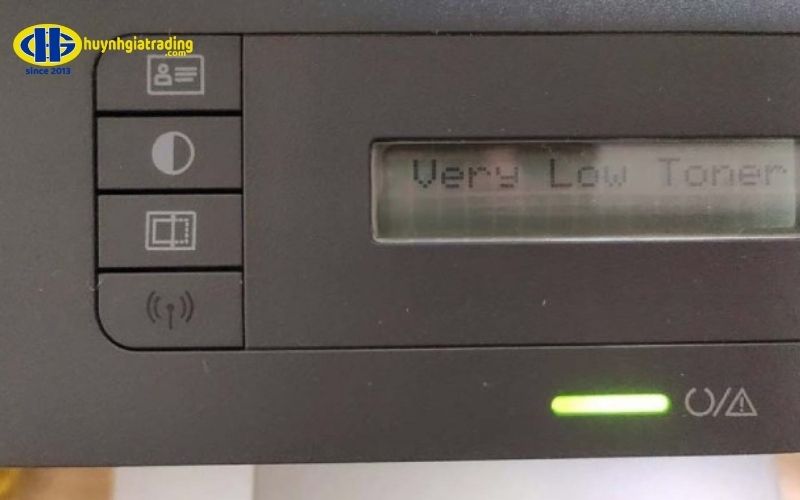 huynhgiatrading
.com
since 2013
Very Low Toner